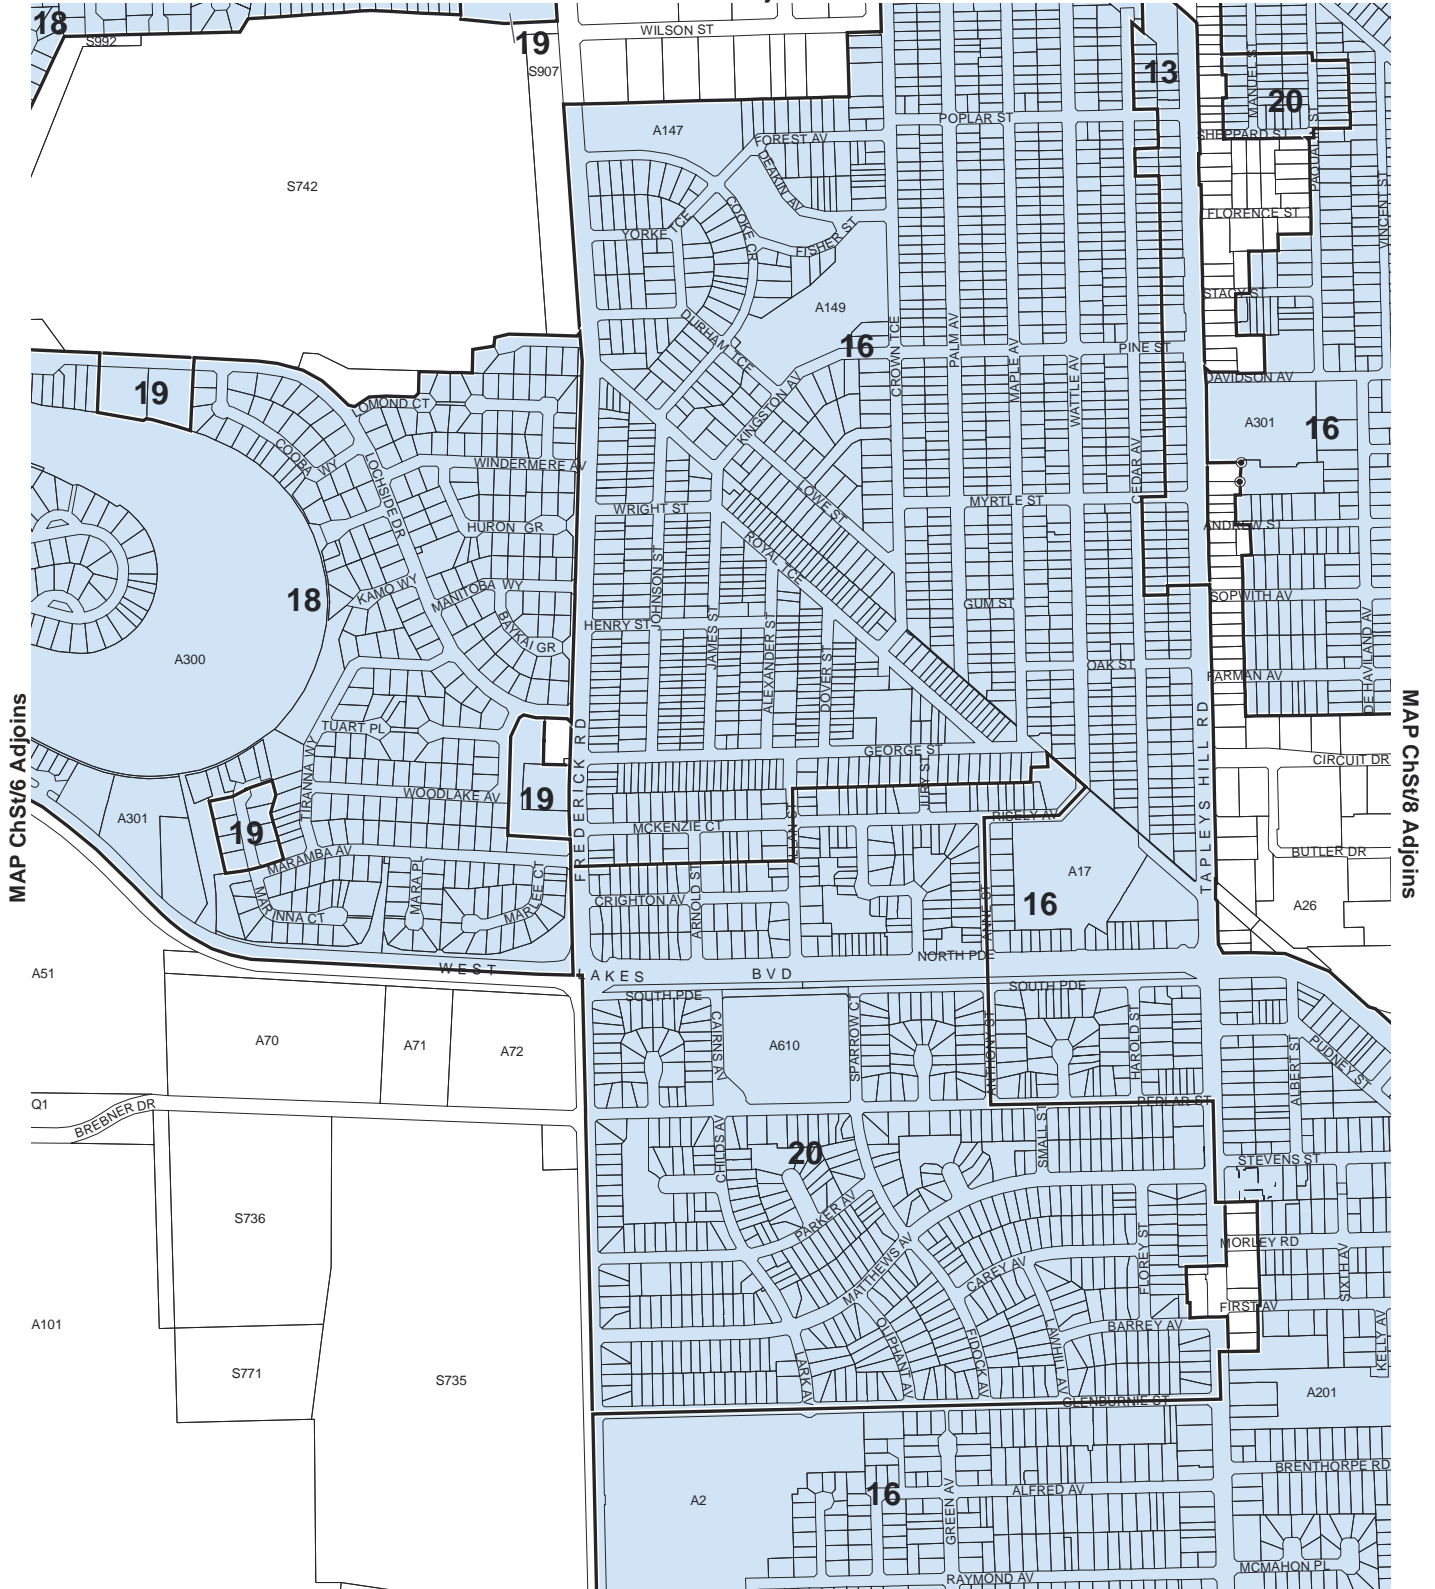 18
S992
19
S907
WILSON ST
13
MANUEL S
20
SHEPPARD ST
PAQUALE ST
VINCENT ST
A147
FOREST AV
POPLAR ST
DEAKIN AV
S742
YORKE TCE
COOKE CR
FISHER ST
FLORENCE ST
STACY ST
A149
DURHAM TCE
16
CROWN TCE
PALM AV
MAPLE AV
WATTLE AV
PINE ST
DAVIDSON AV
19
LOMOND CT
KINGSTON AV
A301
16
COOBA WY
LOCHSIDE DR
WINDERMERE AV
CEDAR AV
LOWE ST
MYRTLE ST
WRIGHT ST
HURON GR
ANDREW ST
ROYAL TCE
JOHNSON ST
KAMO WY
MANITOBA WY
18
BAYKAI GR
HENRY ST
JAMES ST
ALEXANDER ST
DOVER ST
GUM ST
SOPWITH AV
DE HAVILAND AV
A300
OAK ST
FARMAN AV
MAP ChSt/6 Adjoins
MAP ChSt/8 Adjoins
TUART PL
TIRANNA WY
FREDERICK RD
TAPLEYS HILL RD
GEORGE ST
CIRCUIT DR
WOODLAKE AV
19
JURY ST
RISELY AV
A301
19
MCKENZIE CT
ALLAN ST
MARAMBA AV
BUTLER DR
A17
MARINNA CT
MARA PL
MARLEE CT
CRIGHTON AV
ARNOLD ST
ANNE ST
16
A26
NORTH PDE
A51
WEST LAKES BVD
SOUTH PDE
SOUTH PDE
A70
A71
A72
CAIRNS AV
A610
SPARROW CT
ANTHONY ST
HAROLD ST
ALBERT ST
PUDNEY ST
Q1
BREBNER DR
PEDLAR ST
CHILDS AV
20
SMALL ST
STEVENS ST
S736
PARKER AV
MATTHEWS AV
CAREY AV
FLOREY ST
MORLEY RD
SIXTH AV
FIRST AV
A101
OLIPHANT AV
FIDOCK AV
LAWHILL AV
BARREY AV
KELLY AV
S771
S735
LARK AV
GLENBURNIE ST
A201
BRENTHORPE RD
A2
16
GREEN AV
ALFRED AV
RAYMOND AV
MCMAHON PL